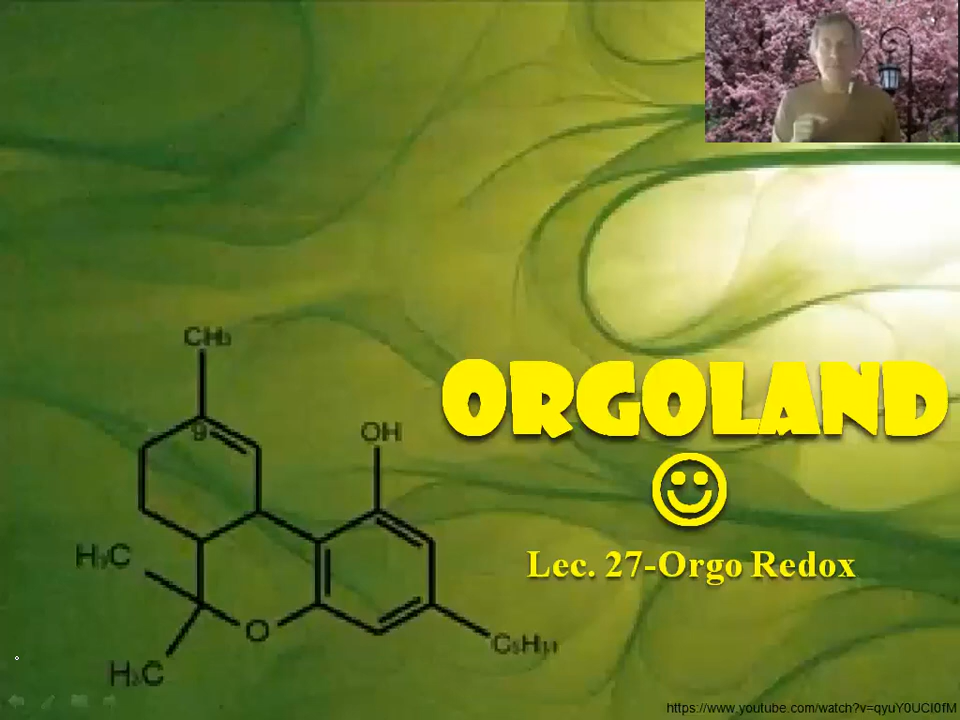 CH₃
9
OH
ORGOLAND
Lec. 27-Orgo Redox
H₃C
O
C₅H₁₁
H₃C
https://www.youtube.com/watch?v=qyuY0UCI0fM